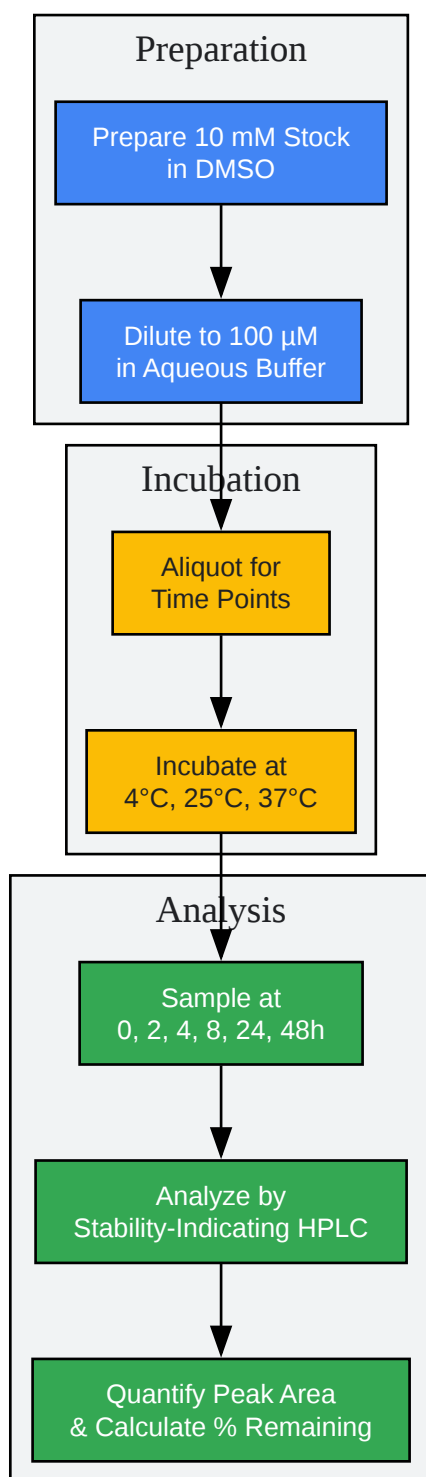 Preparation
Prepare 10 mM Stock
in DMSO
Dilute to 100 µM
in Aqueous Buffer
Incubation
Aliquot for
Time Points
Incubate at
4°C, 25°C, 37°C
Analysis
Sample at
0, 2, 4, 8, 24, 48h
Analyze by
Stability-Indicating HPLC
Quantify Peak Area
& Calculate % Remaining